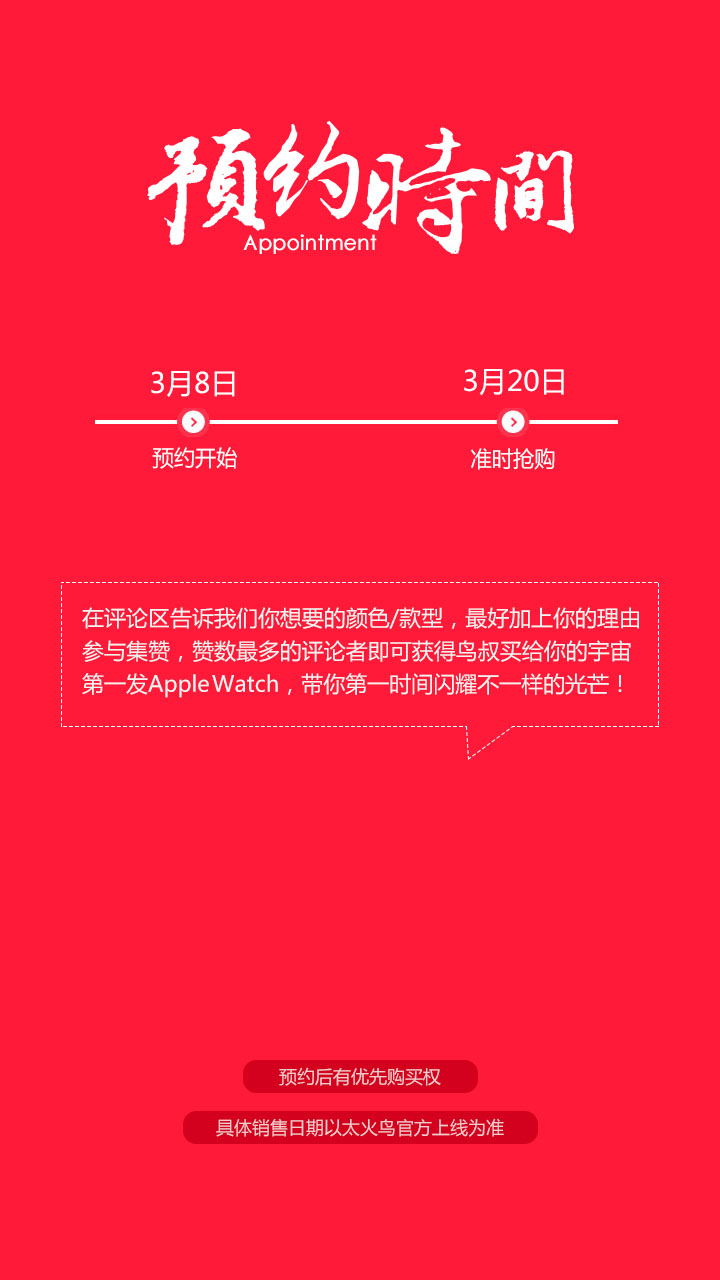 预约時間
Appointment
3月8日
3月20日
预约开始
准时抢购
在评论区告诉我们你想要的颜色/款型，最好加上你的理由
参与集赞，赞数最多的评论者即可获得鸟叔买给你的宇宙
第一发Apple Watch，带你第一时间闪耀不一样的光芒！
预约后有优先购买权
具体销售日期以太火鸟官方上线为准